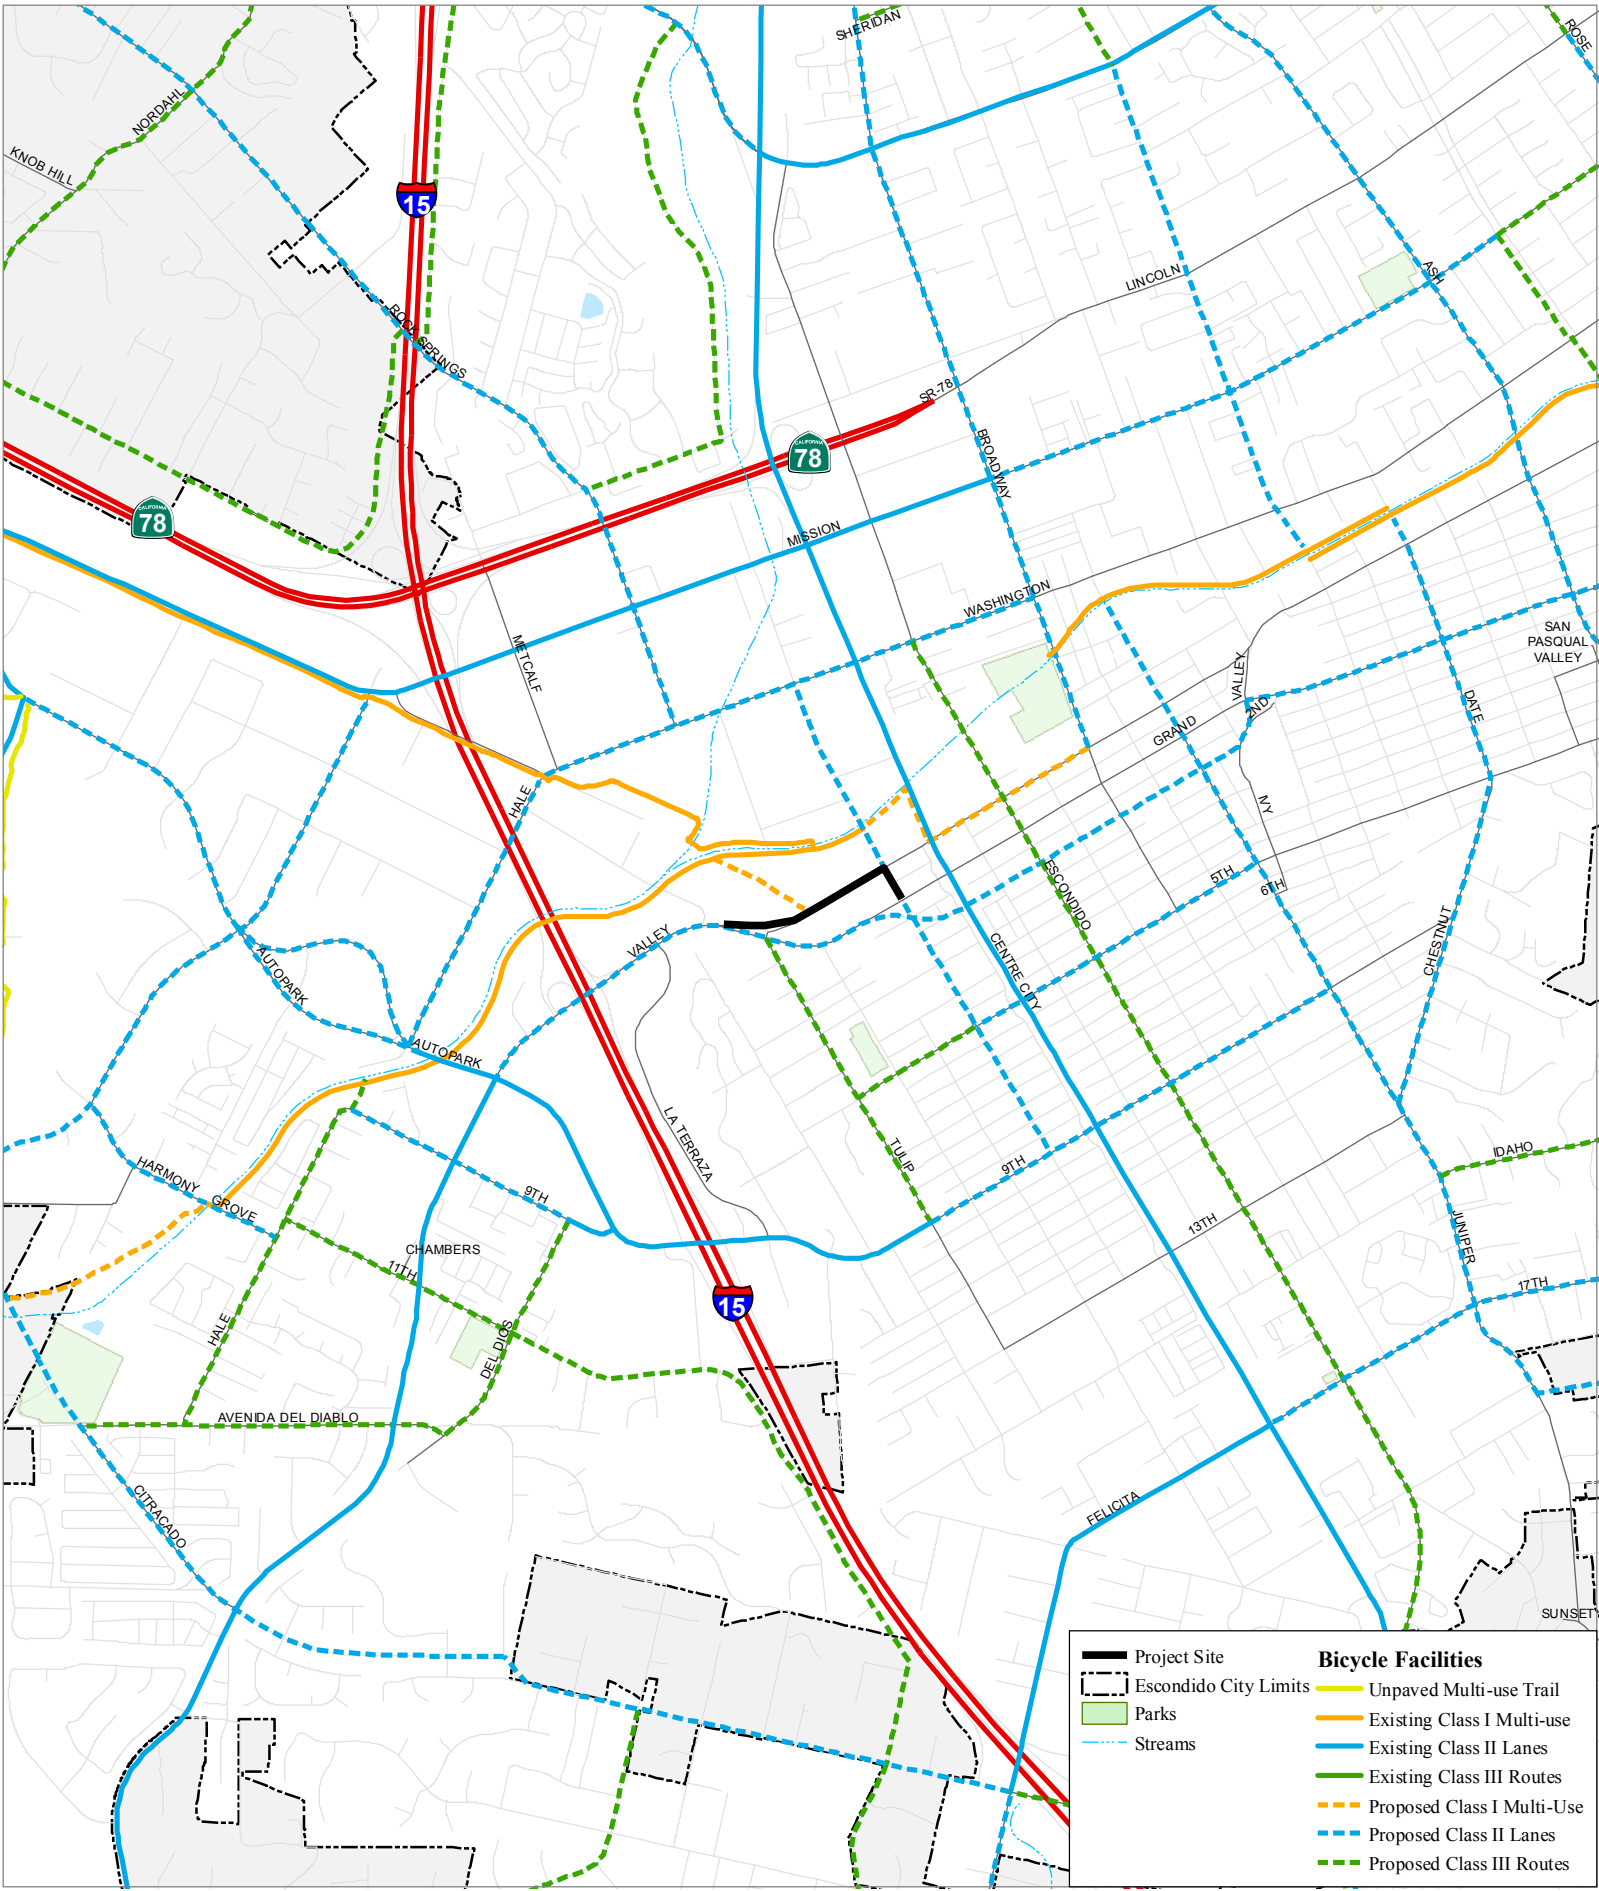 SHERIDAN
ROSE
NORDAHL
KNOB HILL
15
LINCOLN
ASH
ROCK SPRINGS
SR-78
BROADWAY
CALIFORNIA
78
CALIFORNIA
78
MISSION
WASHINGTON
METCALF
SAN
PASQUAL
VALLEY
VALLEY
2ND
GRAND
DATE
HALE
IVY
ESCONDIDO
5TH
6TH
VALLEY
AUTOPARK
CENTRE CITY
CHESTNUT
AUTOPARK
LA TERRAZA
TULIP
9TH
IDAHO
HARMONY
GROVE
9TH
13TH
JUNIPER
CHAMBERS
11TH
17TH
15
HALE
DEL DIOS
AVENIDA DEL DIABLO
CITRACADO
FELICITA
SUNSET
Project Site
Escondido City Limits
Parks
Streams
Bicycle Facilities
Unpaved Multi-use Trail
Existing Class I Multi-use
Existing Class II Lanes
Existing Class III Routes
Proposed Class I Multi-Use
Proposed Class II Lanes
Proposed Class III Routes